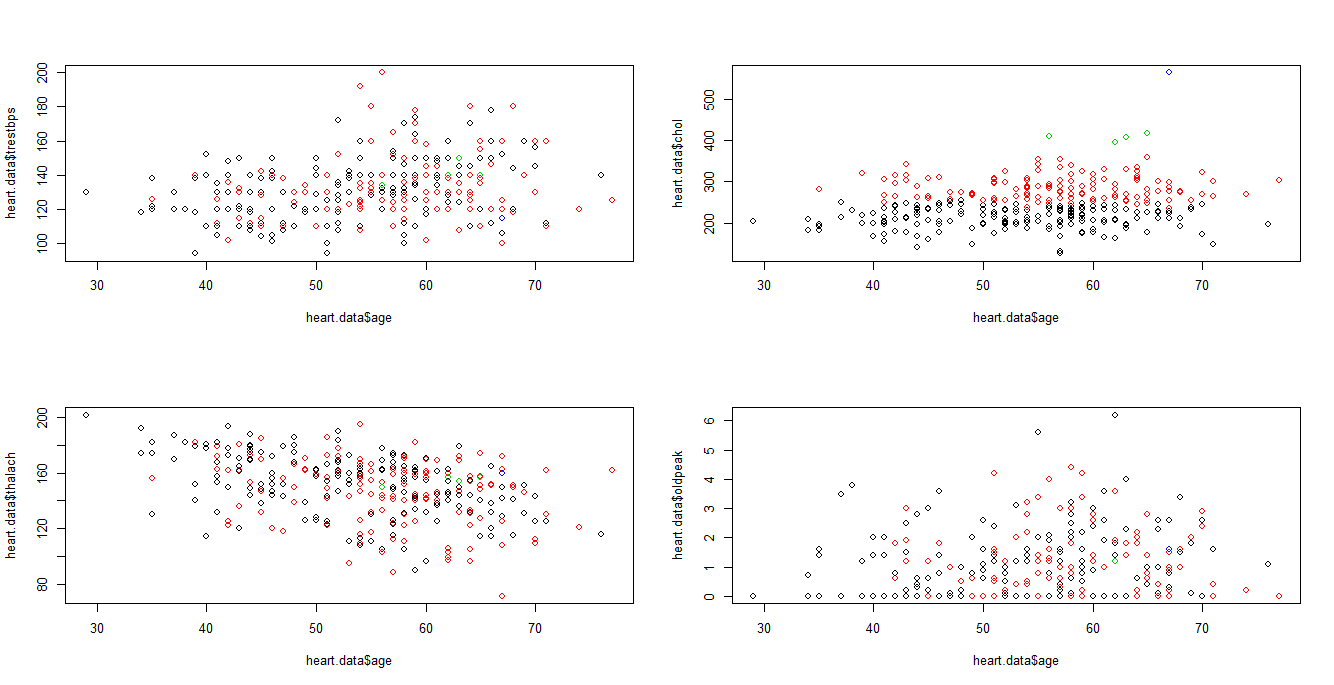 heart.data$trestbps
100 120 140 160 180 200
30 40 50 60 70
heart.data$age
heart.data$chol
200 300 400 500
30 40 50 60 70
heart.data$age
heart.data$thalach
80 120 160 200
30 40 50 60 70
heart.data$age
heart.data$oldpeak
0 1 2 3 4 5 6
30 40 50 60 70
heart.data$age